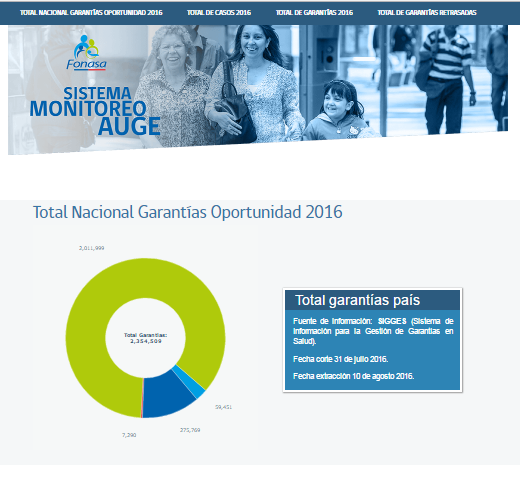 TOTAL NACIONAL GARANTÍAS OPORTUNIDAD 2016 TOTAL DE CASOS 2016 TOTAL DE GARANTÍAS 2016 TOTAL DE GARANTÍAS RETRASADAS
Fonasa
SISTEMA
MONITOREO
AUGE
Total Nacional Garantías Oportunidad 2016
2,011,999
Total Garantías:
2,354,509
59,451
275,769
7,290
Total garantías país
Fuente de Información: SIGGES (Sistema de
Información para la Gestión de Garantías en
Salud).
Fecha corte 31 de julio 2016.
Fecha extracción 10 de agosto 2016.